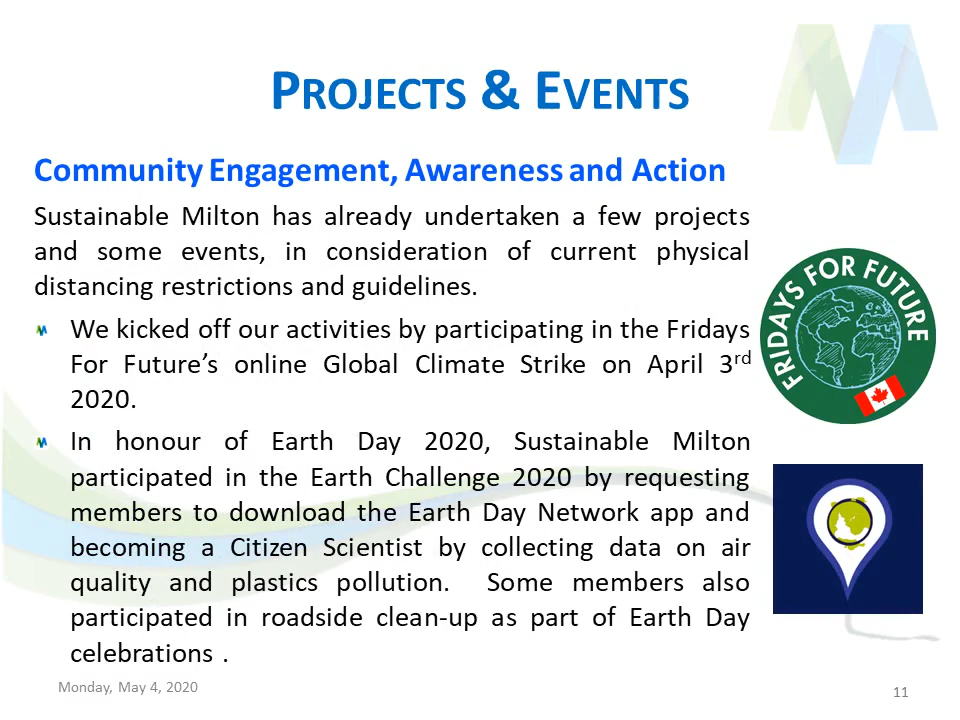 PROJECTS & EVENTS
Community Engagement, Awareness and Action
Sustainable Milton has already undertaken a few projects
and some events, in consideration of current physical
distancing restrictions and guidelines.
We kicked off our activities by participating in the Fridays
For Future’s online Global Climate Strike on April 3rd
2020.
In honour of Earth Day 2020, Sustainable Milton
participated in the Earth Challenge 2020 by requesting
members to download the Earth Day Network app and
becoming a Citizen Scientist by collecting data on air
quality and plastics pollution.  Some members also
participated in roadside clean-up as part of Earth Day
celebrations .
FRIDAYS FOR FUTURE
Monday, May 4, 2020
11